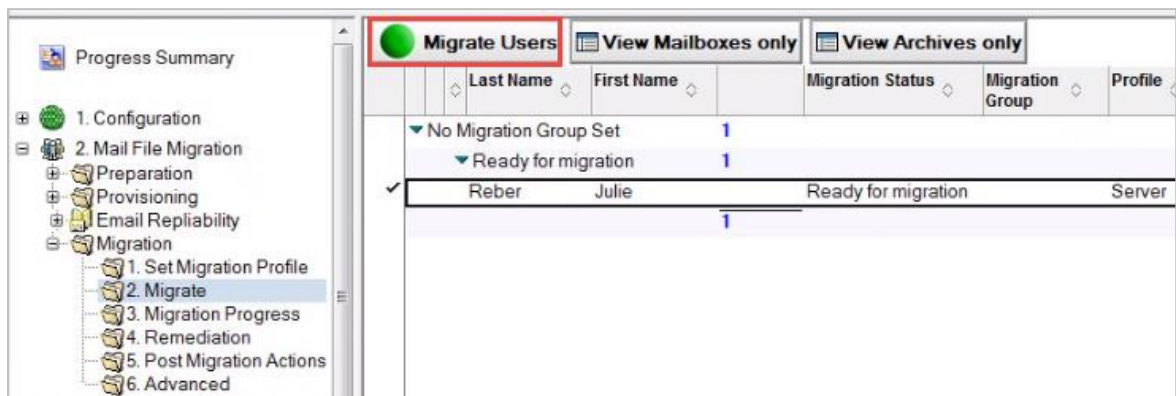 Progress Summary
1. Configuration
2. Mail File Migration
Preparation
Provisioning
Email Repliability
Migration
1. Set Migration Profile
2. Migrate
3. Migration Progress
4. Remediation
5. Post Migration Actions
6. Advanced
Migrate Users View Mailboxes only View Archives only
Last Name First Name Migration Status Migration Group Profile
No Migration Group Set 1
Ready for migration 1
Reber Julie Ready for migration Server
1